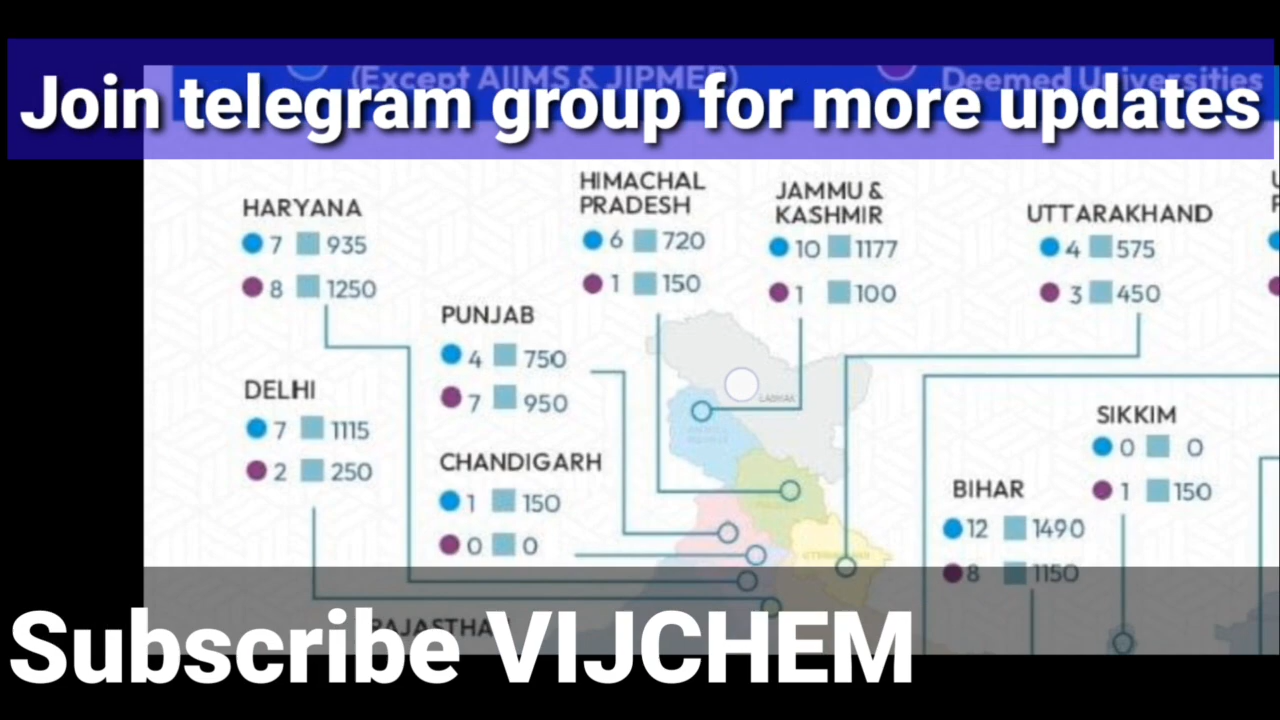 (Except AIIMS & JIPMER)
Deemed Universities
Join telegram group for more updates
HARYANA
7 935
8 1250
HIMACHAL
PRADESH
6 720
1 150
JAMMU &
KASHMIR
10 1177
1 100
UTTARAKHAND
4 575
3 450
PUNJAB
4 750
7 950
DELHI
7 1115
2 250
CHANDIGARH
1 150
0 0
LADHAK
SIKKIM
0 0
1 150
BIHAR
12 1490
8 1150
Subscribe VIJCHEM